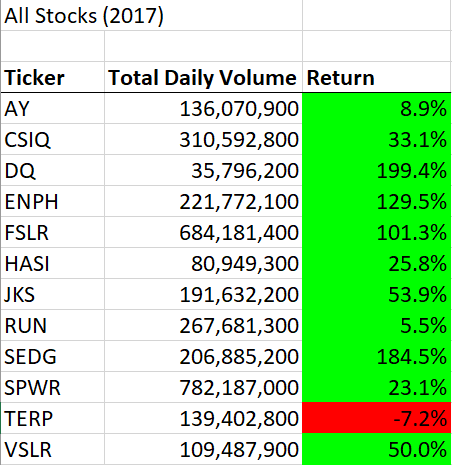 All Stocks (2017)
Ticker Total Daily Volume Return
AY 136,070,900 8.9%
CSIQ 310,592,800 33.1%
DQ 35,796,200 199.4%
ENPH 221,772,100 129.5%
FSLR 684,181,400 101.3%
HASI 80,949,300 25.8%
JKS 191,632,200 53.9%
RUN 267,681,300 5.5%
SEDG 206,885,200 184.5%
SPWR 782,187,000 23.1%
TERP 139,402,800 -7.2%
VSLR 109,487,900 50.0%